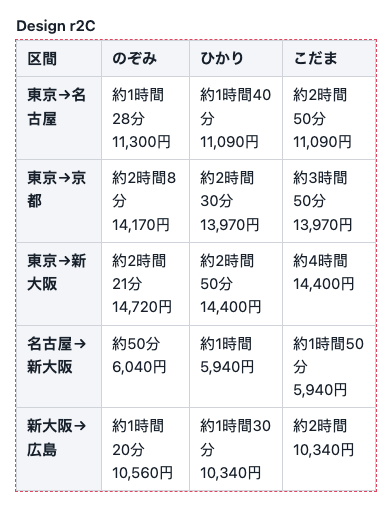 Design r2C
区間 のぞみ ひかり こだま
東京→名 約1時間 約1時間40 約2時間
古屋 28分 分 50分
11,300円 11,090円 11,090円
東京→京 約2時間8 約2時間 約3時間
都 分 30分 50分
14,170円 13,970円 13,970円
東京→新 約2時間 約2時間 約4時間
大阪 21分 50分 14,400円
14,720円 14,400円
名古屋→ 約50分 約1時間 約1時間50
新大阪 6,040円 5,940円 分
5,940円
新大阪→ 約1時間 約1時間30 約2時間
広島 20分 分 10,340円
10,560円 10,340円